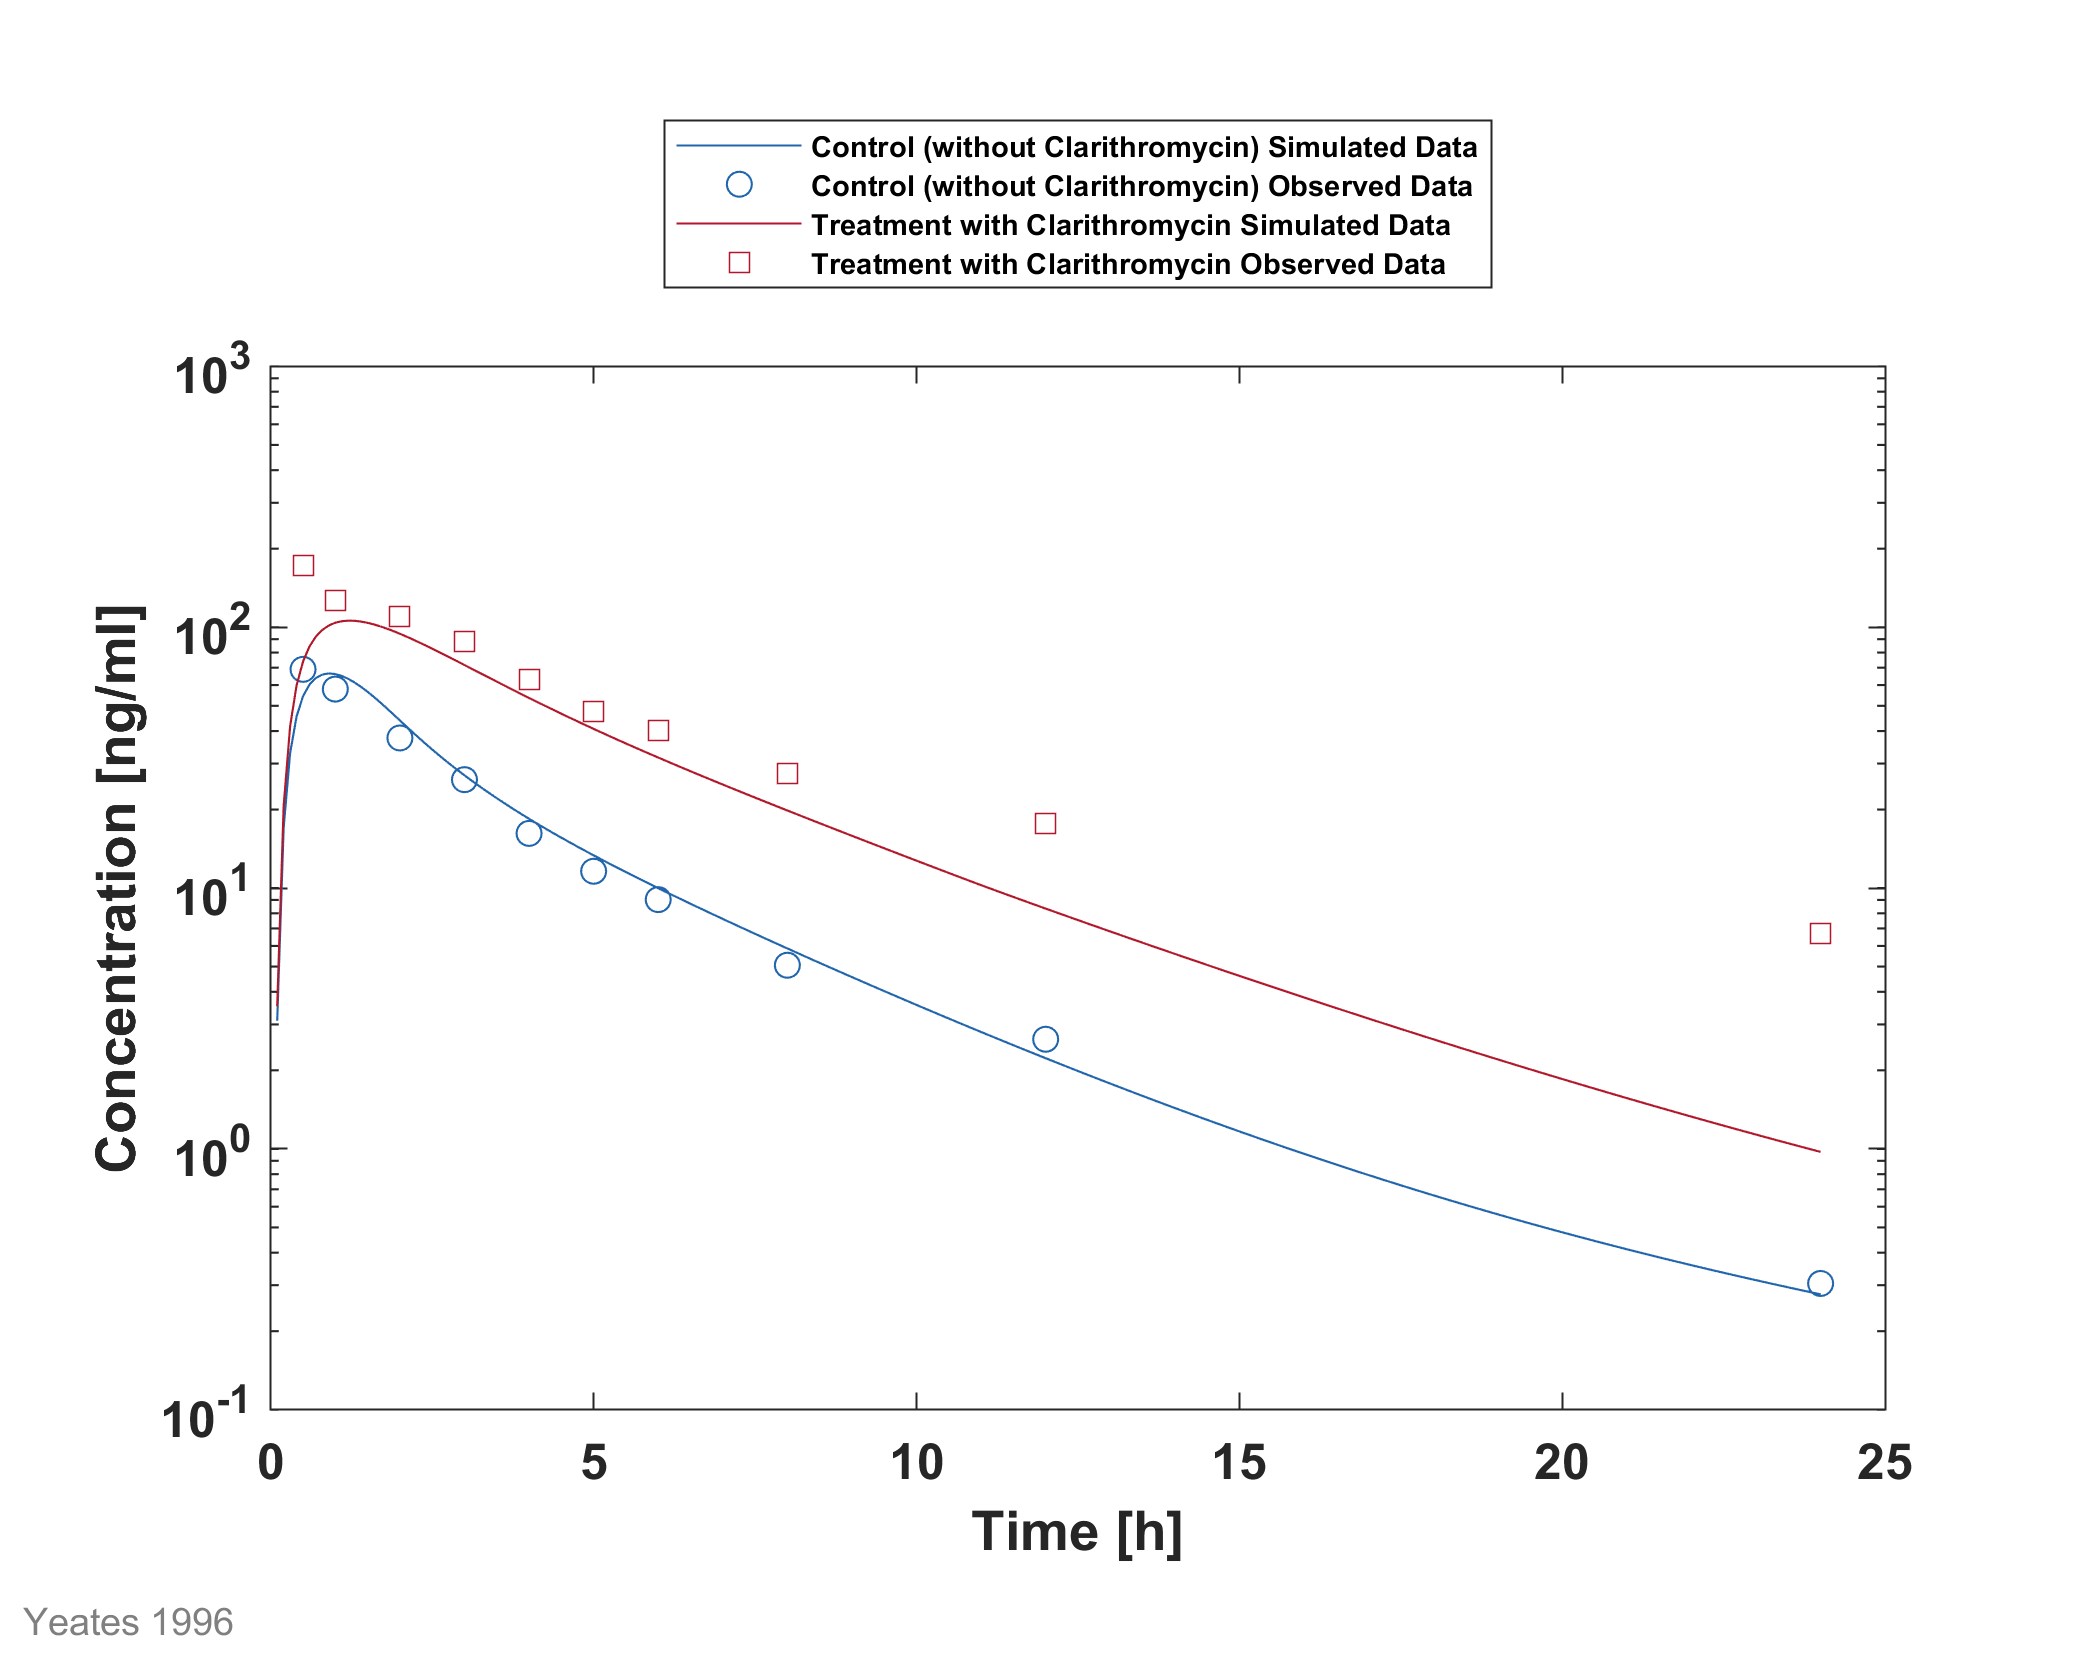 Control (without Clarithromycin) Simulated Data
Control (without Clarithromycin) Observed Data
Treatment with Clarithromycin Simulated Data
Treatment with Clarithromycin Observed Data
10^3
10^2
10^1
10^0
10^-1
Concentration [ng/ml]
0 5 10 15 20 25
Time [h]
Yeates 1996